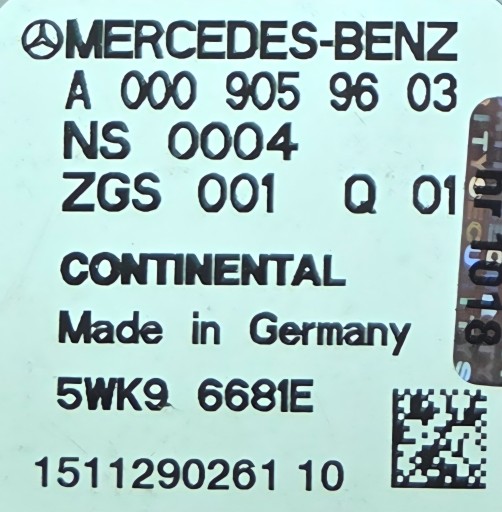 MERCEDES-BENZ
A 000 905 96 03
NS 0004
ZGS 001 Q 01
CONTINENTAL
Made in Germany
5WK9 6681E
1511290261 10